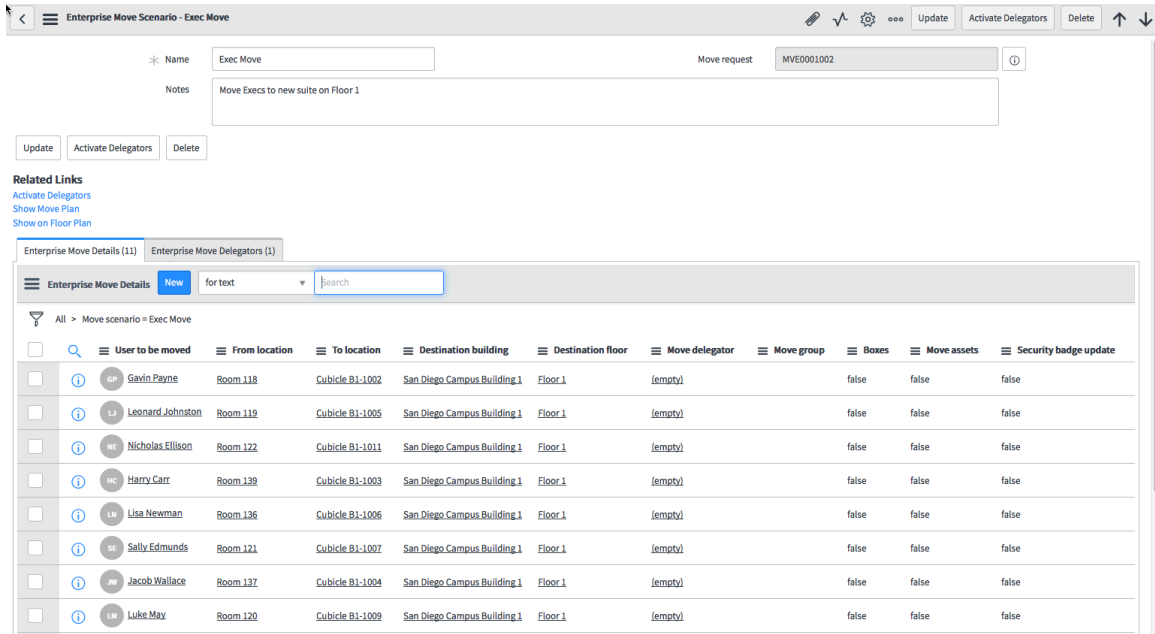 Enterprise Move Scenario - Exec Move
Update
Activate Delegators
Delete
Name
Exec Move
Move request
MVE0001002
Notes
Move Execs to new suite on Floor 1
Update
Activate Delegators
Delete
Related Links
Activate Delegators
Show Move Plan
Show on Floor Plan
Enterprise Move Details (11) Enterprise Move Delegators (1)
Enterprise Move Details New for text Search
All > Move scenario = Exec Move
User to be moved From location To location Destination building Destination floor Move delegator Move group Boxes Move assets Security badge update
GP Gavin Payne Room 118 Cubicle B1-1002 San Diego Campus Building 1 Floor 1 (empty) false false false
LJ Leonard Johnston Room 119 Cubicle B1-1005 San Diego Campus Building 1 Floor 1 (empty) false false false
NE Nicholas Ellison Room 122 Cubicle B1-1011 San Diego Campus Building 1 Floor 1 (empty) false false false
HC Harry Carr Room 139 Cubicle B1-1003 San Diego Campus Building 1 Floor 1 (empty) false false false
LN Lisa Newman Room 136 Cubicle B1-1006 San Diego Campus Building 1 Floor 1 (empty) false false false
SE Sally Edmunds Room 121 Cubicle B1-1007 San Diego Campus Building 1 Floor 1 (empty) false false false
JW Jacob Wallace Room 137 Cubicle B1-1004 San Diego Campus Building 1 Floor 1 (empty) false false false
LM Luke May Room 120 Cubicle B1-1009 San Diego Campus Building 1 Floor 1 (empty) false false false